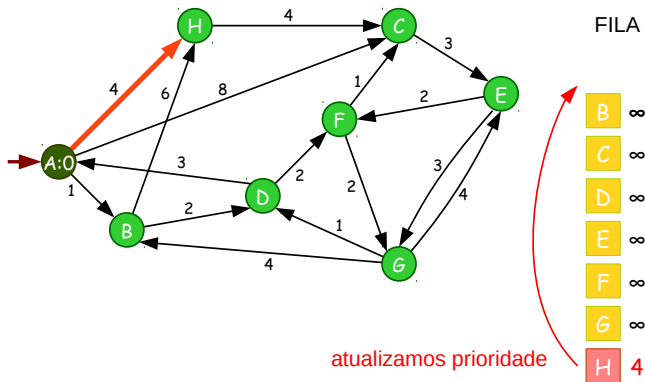 FILA
H
4
C
3
4
6
8
1
E
2
B ∞
F
C ∞
A:0
3
2
2
3
4
D ∞
1
D
2
1
E ∞
B
4
G
F ∞
G ∞
atualizamos prioridade
H 4